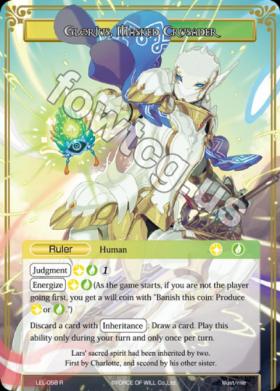 Glorius, Masked Crusader
fowtcg.us
Ruler
Human
Judgment 1
Energize (As the game starts, if you are not the player
going first, you get a will coin with "Banish this coin: Produce
or .")
Discard a card with Inheritance : Draw a card. Play this
ability only during your turn and only once per turn.
Lars' sacred spirit had been inherited by two.
First by Charlotte, and second by his other sister.
LEL-058 R
©FORCE OF WILL Co.,Ltd.